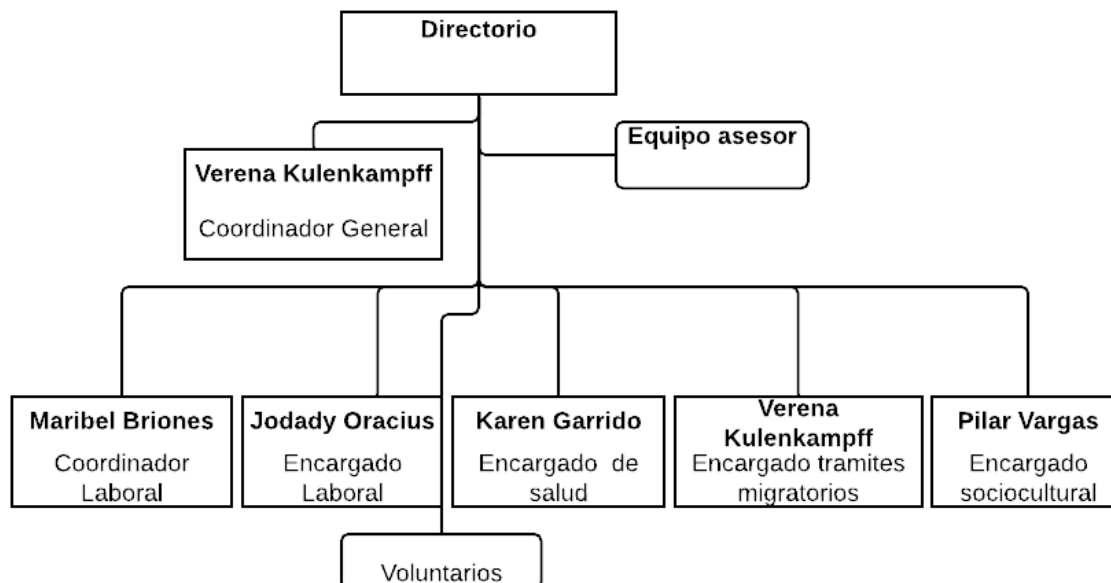 Directorio
Equipo asesor
Verena Kulenkampff
Coordinador General
Maribel Briones
Coordinador
Laboral
Jodady Oracius
Encargado
Laboral
Karen Garrido
Encargado de
salud
Verena
Kulenkampff
Encargado tramites
migratorios
Pilar Vargas
Encargado
sociocultural
Voluntarios